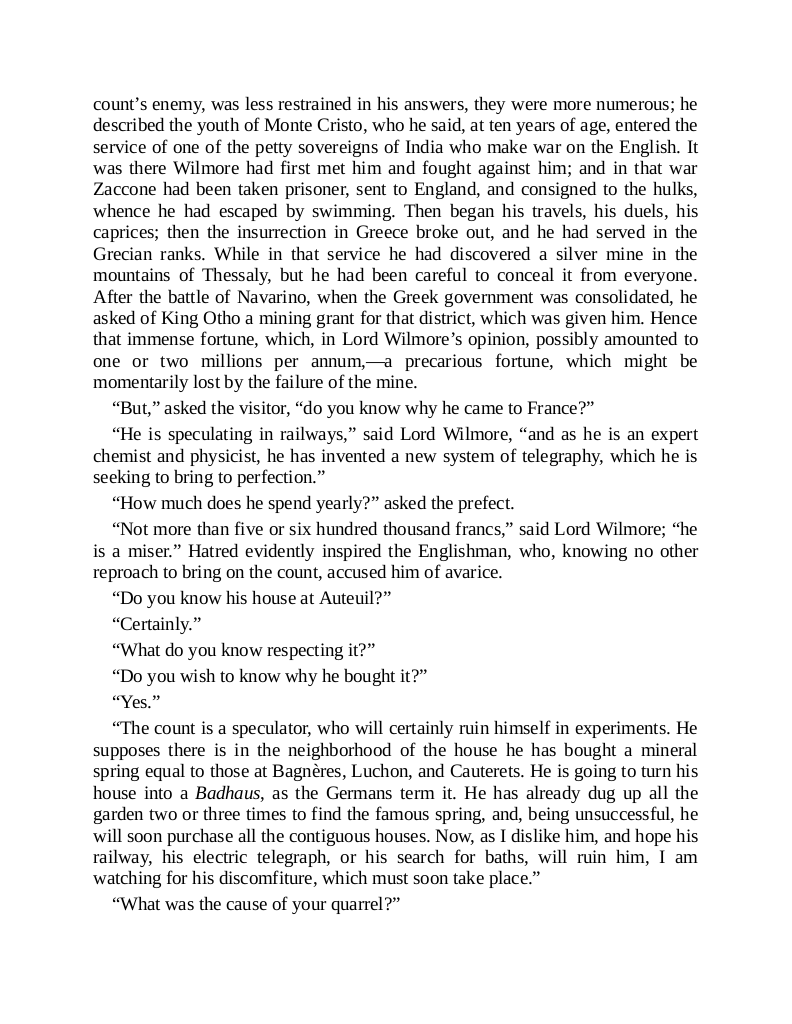 count’s enemy, was less restrained in his answers, they were more numerous; he
described the youth of Monte Cristo, who he said, at ten years of age, entered the
service of one of the petty sovereigns of India who make war on the English. It
was there Wilmore had first met him and fought against him; and in that war
Zaccone had been taken prisoner, sent to England, and consigned to the hulks,
whence he had escaped by swimming. Then began his travels, his duels, his
caprices; then the insurrection in Greece broke out, and he had served in the
Grecian ranks. While in that service he had discovered a silver mine in the
mountains of Thessaly, but he had been careful to conceal it from everyone.
After the battle of Navarino, when the Greek government was consolidated, he
asked of King Otho a mining grant for that district, which was given him. Hence
that immense fortune, which, in Lord Wilmore’s opinion, possibly amounted to
one or two millions per annum,—a precarious fortune, which might be
momentarily lost by the failure of the mine.
“But,” asked the visitor, “do you know why he came to France?”
“He is speculating in railways,” said Lord Wilmore, “and as he is an expert
chemist and physicist, he has invented a new system of telegraphy, which he is
seeking to bring to perfection.”
“How much does he spend yearly?” asked the prefect.
“Not more than five or six hundred thousand francs,” said Lord Wilmore; “he
is a miser.” Hatred evidently inspired the Englishman, who, knowing no other
reproach to bring on the count, accused him of avarice.
“Do you know his house at Auteuil?”
“Certainly.”
“What do you know respecting it?”
“Do you wish to know why he bought it?”
“Yes.”
“The count is a speculator, who will certainly ruin himself in experiments. He
supposes there is in the neighborhood of the house he has bought a mineral
spring equal to those at Bagnères, Luchon, and Cauterets. He is going to turn his
house into a Badhaus, as the Germans term it. He has already dug up all the
garden two or three times to find the famous spring, and, being unsuccessful, he
will soon purchase all the contiguous houses. Now, as I dislike him, and hope his
railway, his electric telegraph, or his search for baths, will ruin him, I am
watching for his discomfiture, which must soon take place.”
“What was the cause of your quarrel?”